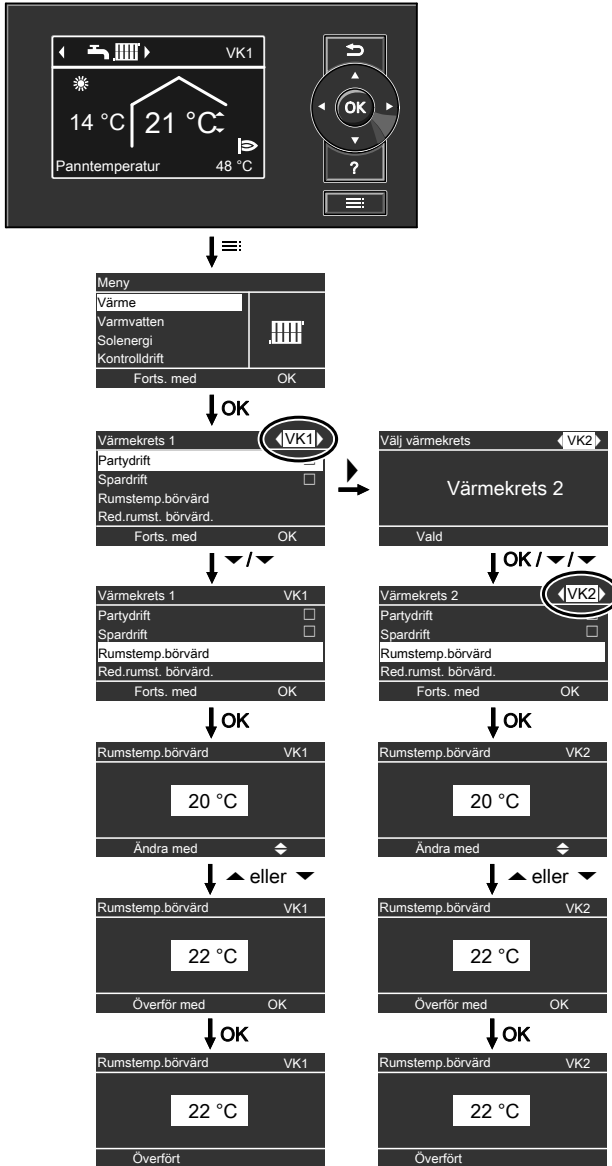 VK1
14 °C 21 °C
Panntemperatur 48 °C
OK
?
Meny
Värme
Varmvatten
Solenergi
Kontrolldrift
Forts. med OK
OK
Värmekrets 1 VK1
Partydrift
Spardrift
Rumstemp.börvärd
Red.rumst. börvärd.
Forts. med OK
Välj värmekrets VK2
Värmekrets 2
Vald
/
OK / /
Värmekrets 1 VK1
Partydrift
Spardrift
Rumstemp.börvärd
Red.rumst. börvärd.
Forts. med OK
Värmekrets 2 VK2
Partydrift
Spardrift
Rumstemp.börvärd
Red.rumst. börvärd.
Forts. med OK
OK
OK
Rumstemp.börvärd VK1
20 °C
Ändra med
Rumstemp.börvärd VK2
20 °C
Ändra med
eller
eller
Rumstemp.börvärd VK1
22 °C
Överför med OK
Rumstemp.börvärd VK2
22 °C
Överför med OK
OK
OK
Rumstemp.börvärd VK1
22 °C
Överfört
Rumstemp.börvärd VK2
22 °C
Överfört